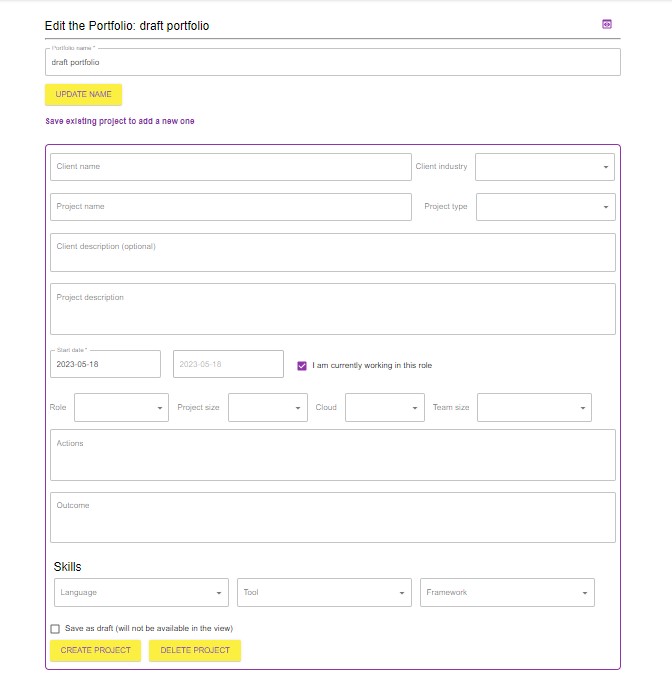 Edit the Portfolio: draft portfolio
Portfolio name *
draft portfolio
UPDATE NAME
Save existing project to add a new one
Client name
Client industry
Project name
Project type
Client description (optional)
Project description
Start date *
2023-05-18
2023-05-18
I am currently working in this role
Role
Project size
Cloud
Team size
Actions
Outcome
Skills
Language
Tool
Framework
Save as draft (will not be available in the view)
CREATE PROJECT
DELETE PROJECT